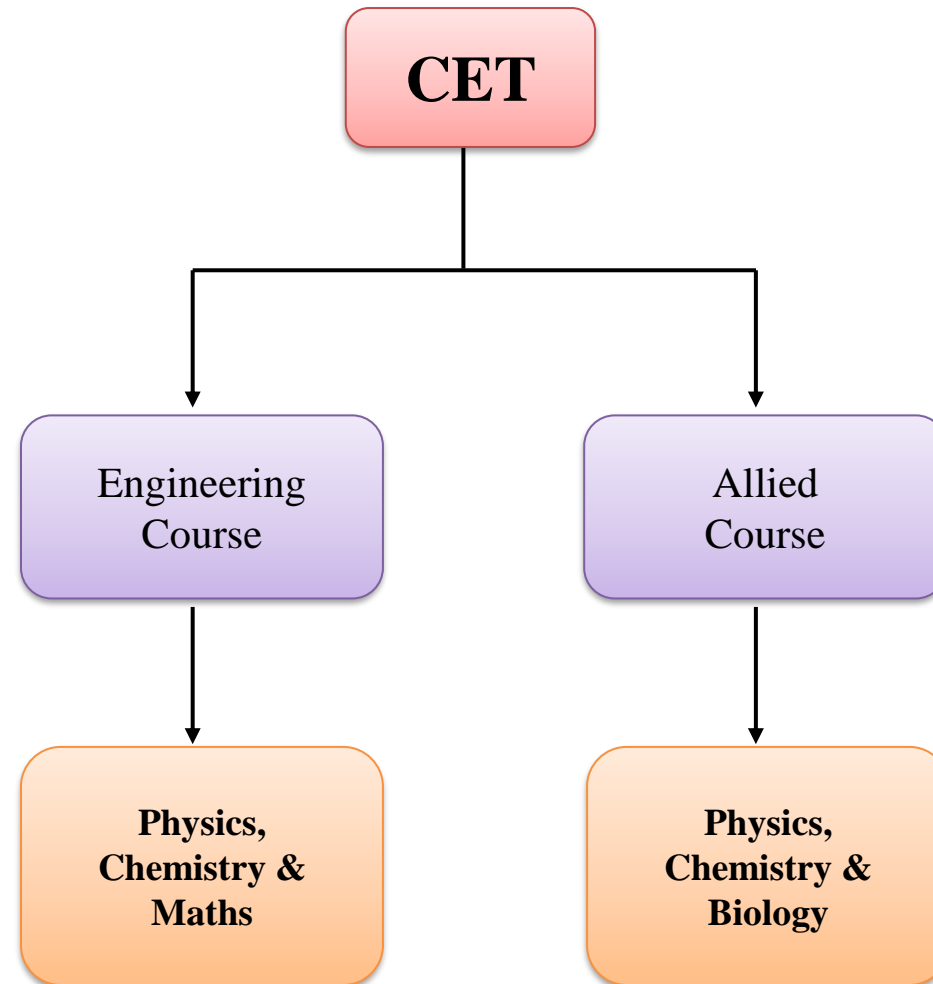 CET
Engineering
Course
Allied
Course
Physics,
Chemistry &
Maths
Physics,
Chemistry &
Biology